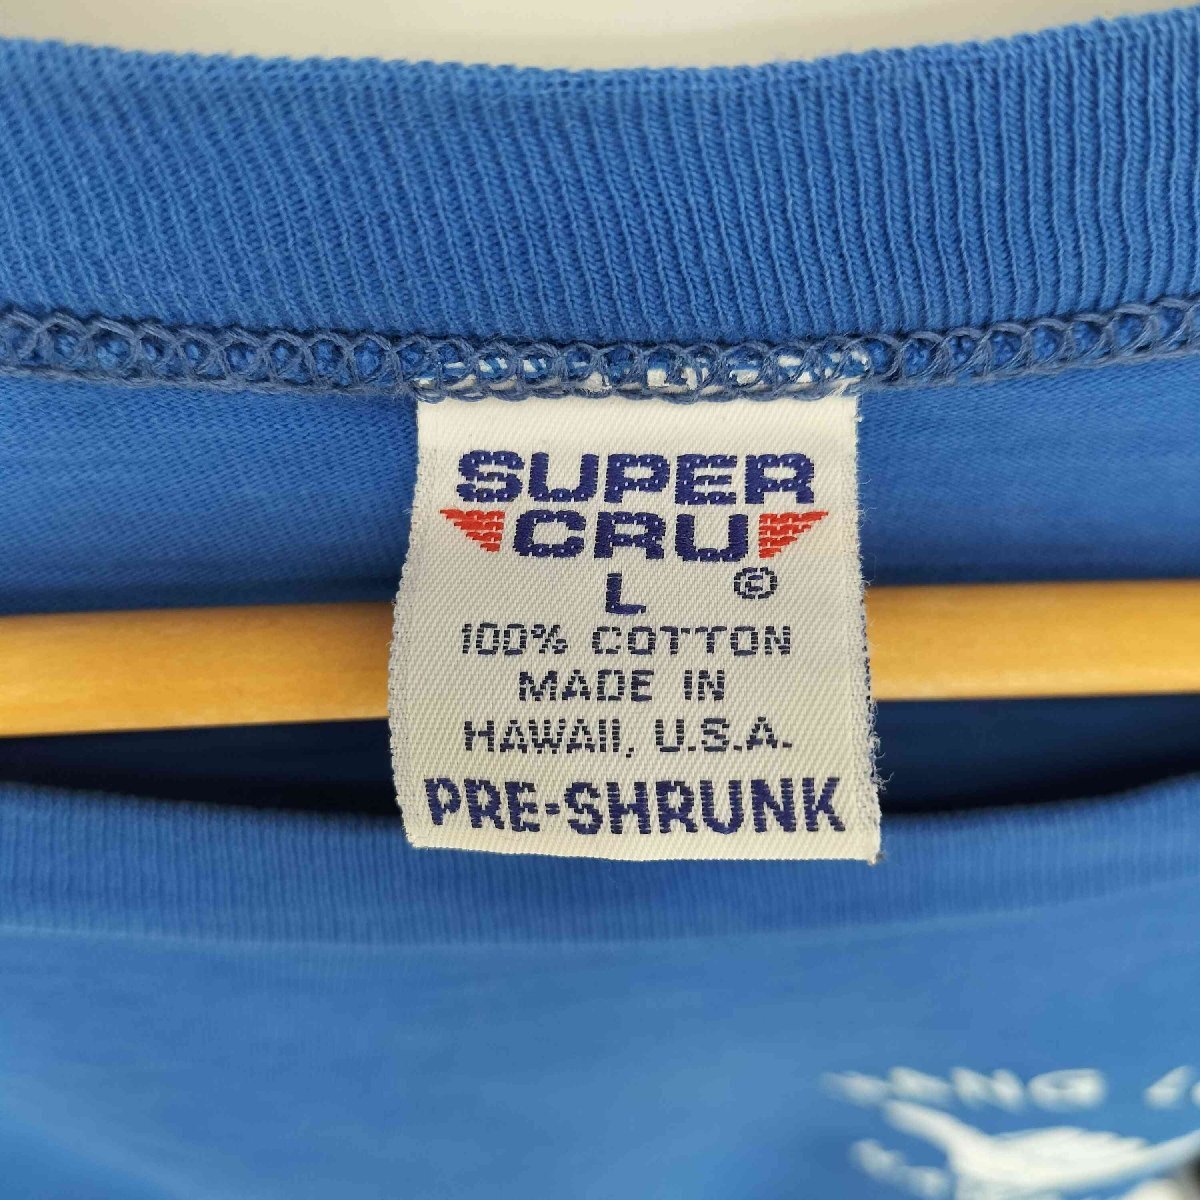 SUPER
CRU
L ©
100% COTTON
MADE IN
HAWAII, U.S.A.
PRE-SHRUNK